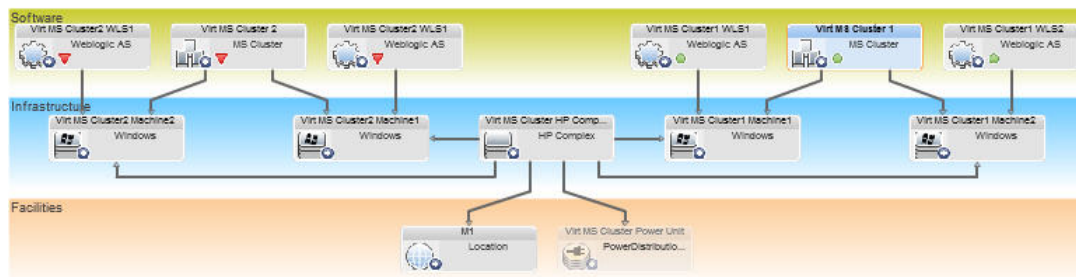 Software
Virt MS Cluster2 WLS1
Weblogic AS
Virt MS Cluster 2
MS Cluster
Virt MS Cluster2 WLS1
Weblogic AS
Virt MS Cluster1 WLS1
Weblogic AS
Virt MS Cluster 1
MS Cluster
Virt MS Cluster1 WLS2
Weblogic AS
Infrastructure
Virt MS Cluster2 Machine2
Windows
Virt MS Cluster2 Machine1
Windows
Virt MS Cluster HP Comp...
HP Complex
Virt MS Cluster1 Machine1
Windows
Virt MS Cluster1 Machine2
Windows
Facilities
M1
Location
Virt MS Cluster Power Unit
PowerDistributio...